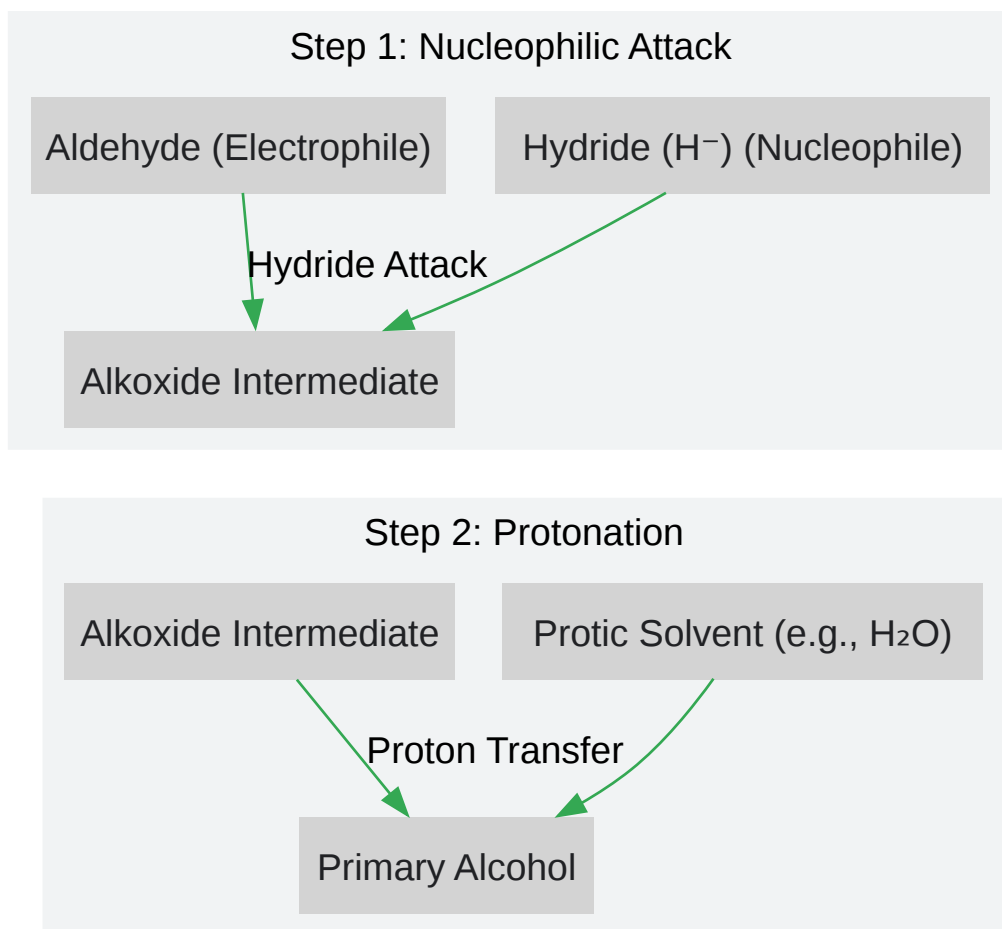 Step 1: Nucleophilic Attack
Aldehyde (Electrophile)
Hydride (H⁻) (Nucleophile)
Hydride Attack
Alkoxide Intermediate
Step 2: Protonation
Alkoxide Intermediate
Protic Solvent (e.g., H₂O)
Proton Transfer
Primary Alcohol